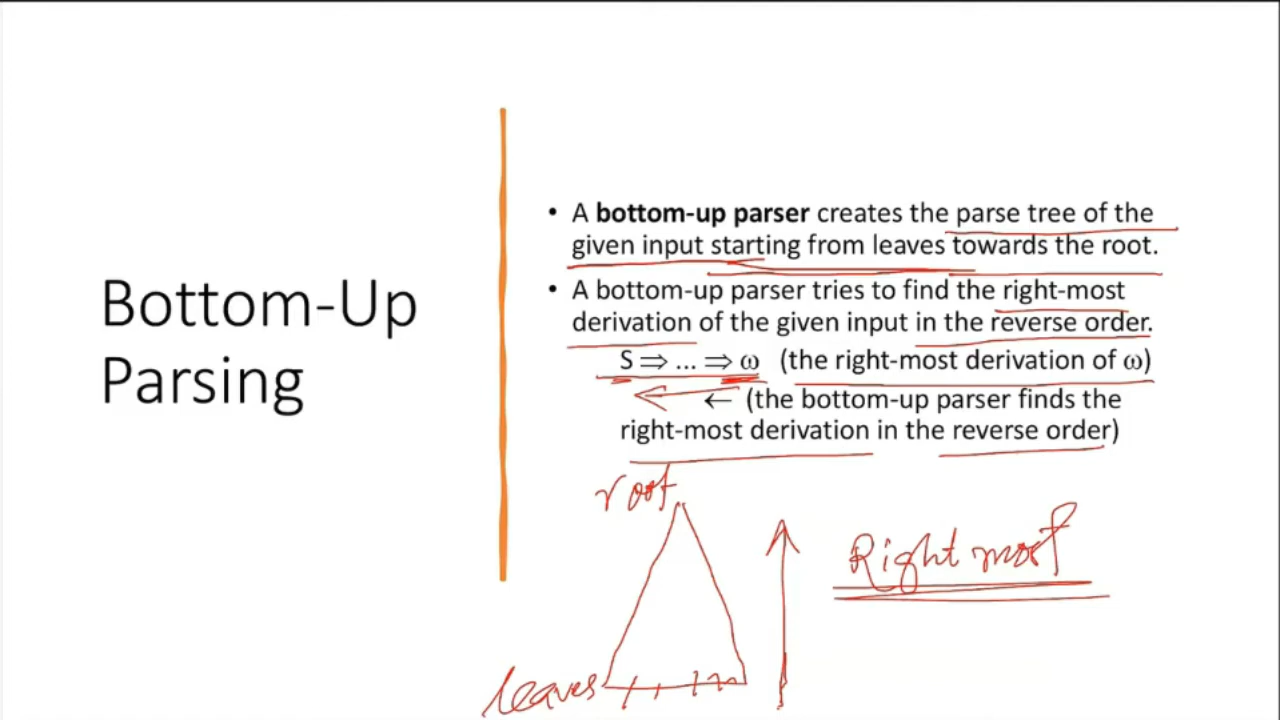 Bottom-Up
Parsing
• A bottom-up parser creates the parse tree of the
given input starting from leaves towards the root.
• A bottom-up parser tries to find the right-most
derivation of the given input in the reverse order.
S ⇒ ... ⇒ ω (the right-most derivation of ω)
← (the bottom-up parser finds the
right-most derivation in the reverse order)
root
Right most
leaves